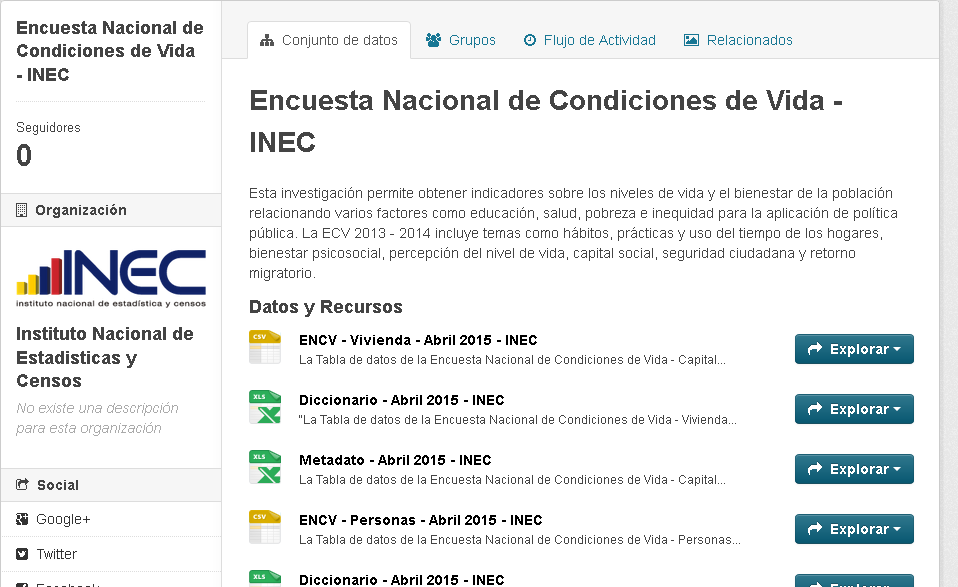 Encuesta Nacional de
Condiciones de Vida
- INEC
Seguidores
0
Organización
INEC
instituto nacional de estadística y censos
Instituto Nacional de
Estadisticas y
Censos
No existe una descripción
para esta organización
Social
Google+
Twitter
Facebook
Conjunto de datos
Grupos
Flujo de Actividad
Relacionados
Encuesta Nacional de Condiciones de Vida -
INEC
Esta investigación permite obtener indicadores sobre los niveles de vida y el bienestar de la población
relacionando varios factores como educación, salud, pobreza e inequidad para la aplicación de política
pública. La ECV 2013 - 2014 incluye temas como hábitos, prácticas y uso del tiempo de los hogares,
bienestar psicosocial, percepción del nivel de vida, capital social, seguridad ciudadana y retorno
migratorio.
Datos y Recursos
CSV
ENCV - Vivienda - Abril 2015 - INEC
La Tabla de datos de la Encuesta Nacional de Condiciones de Vida - Capital...
Explorar
XLS
Diccionario - Abril 2015 - INEC
"La Tabla de datos de la Encuesta Nacional de Condiciones de Vida - Vivienda...
Explorar
XLS
Metadato - Abril 2015 - INEC
La Tabla de datos de la Encuesta Nacional de Condiciones de Vida - Capital...
Explorar
CSV
ENCV - Personas - Abril 2015 - INEC
La Tabla de datos de la Encuesta Nacional de Condiciones de Vida - Personas...
Explorar
XLS
Diccionario - Abril 2015 - INEC
Explorar